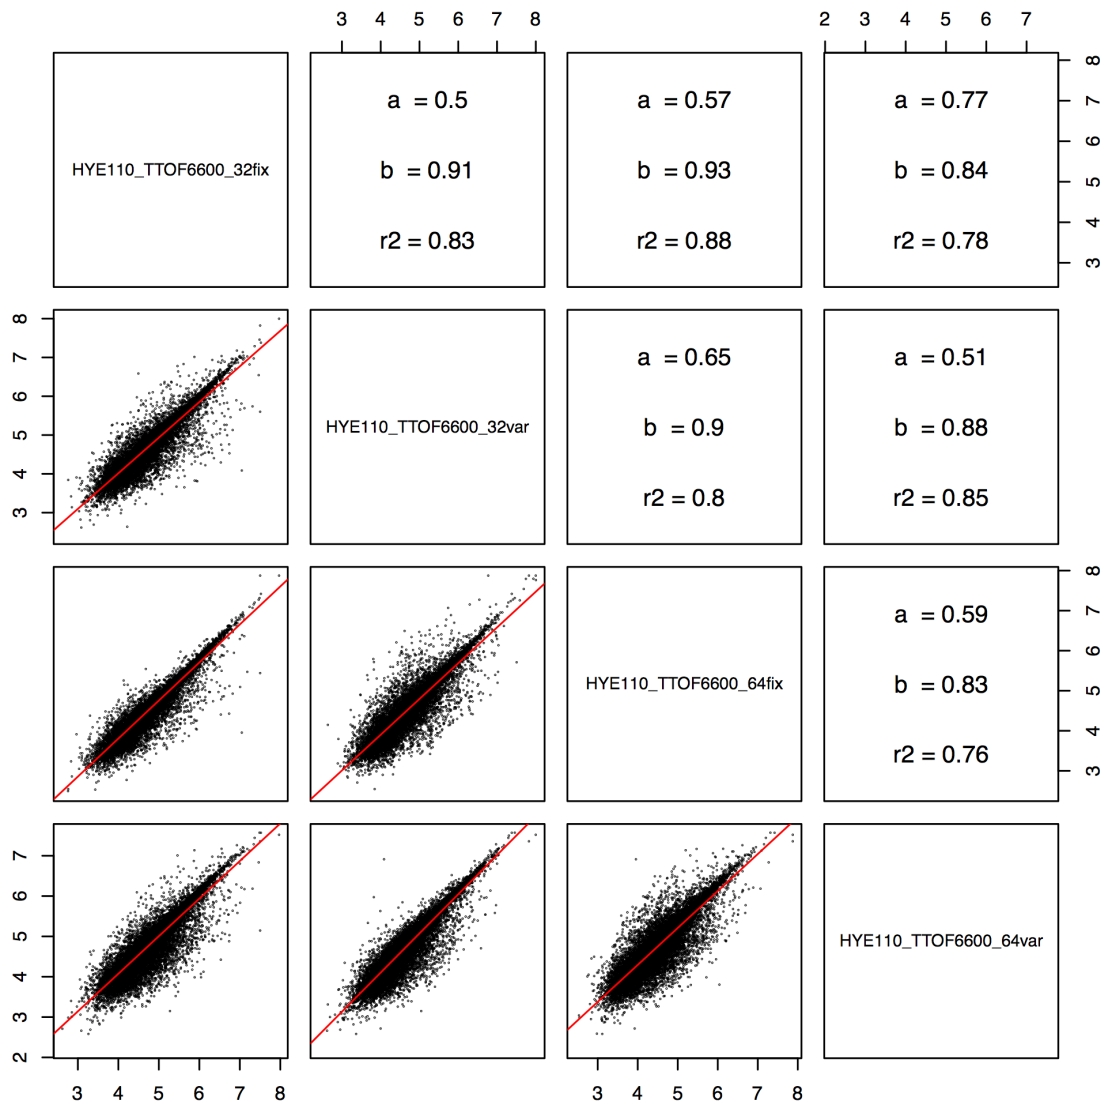 3 4 5 6 7 8
2 3 4 5 6 7
HYE110_TTOF6600_32fix
a = 0.5
b = 0.91
r2 = 0.83
a = 0.57
b = 0.93
r2 = 0.88
a = 0.77
b = 0.84
r2 = 0.78
8
7
6
5
4
3
8
7
6
5
4
3
HYE110_TTOF6600_32var
a = 0.65
b = 0.9
r2 = 0.8
a = 0.51
b = 0.88
r2 = 0.85
HYE110_TTOF6600_64fix
a = 0.59
b = 0.83
r2 = 0.76
8
7
6
5
4
3
7
6
5
4
3
2
HYE110_TTOF6600_64var
3 4 5 6 7 8
3 4 5 6 7 8